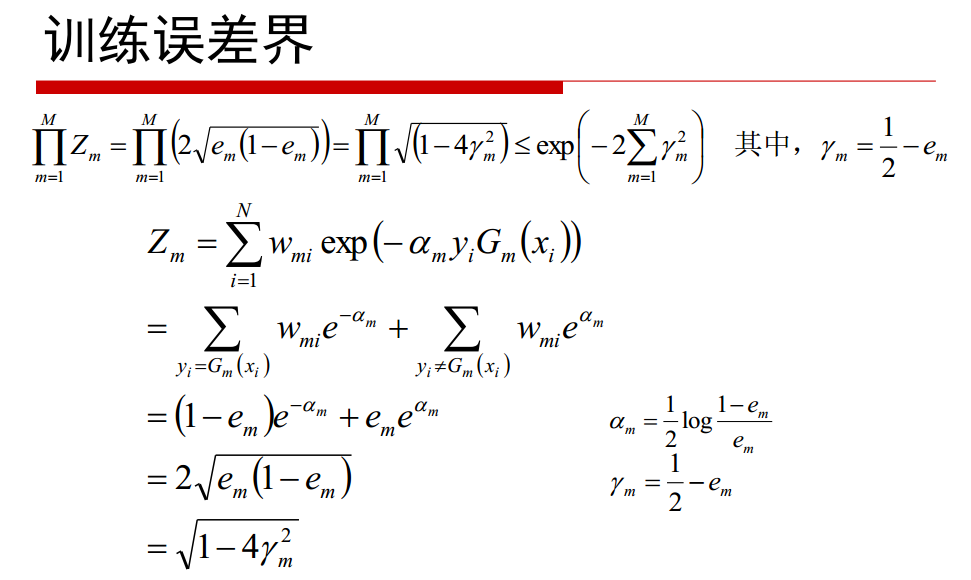 训练误差界
$\prod_{m=1}^{M} Z_m = \prod_{m=1}^{M} \left( 2\sqrt{e_m(1-e_m)} \right) = \prod_{m=1}^{M} \sqrt{(1-4\gamma_m^2)} \leq \exp\left( -2\sum_{m=1}^{M} \gamma_m^2 \right)$ 其中，$\gamma_m = \frac{1}{2} - e_m$
$Z_m = \sum_{i=1}^{N} w_{mi} \exp(-\alpha_m y_i G_m(x_i))$
$= \sum_{y_i = G_m(x_i)} w_{mi} e^{-\alpha_m} + \sum_{y_i \neq G_m(x_i)} w_{mi} e^{\alpha_m}$
$= (1-e_m)e^{-\alpha_m} + e_m e^{\alpha_m}$ $\alpha_m = \frac{1}{2} \log \frac{1-e_m}{e_m}$
$= 2\sqrt{e_m(1-e_m)}$ $\gamma_m = \frac{1}{2} - e_m$
$= \sqrt{1-4\gamma_m^2}$